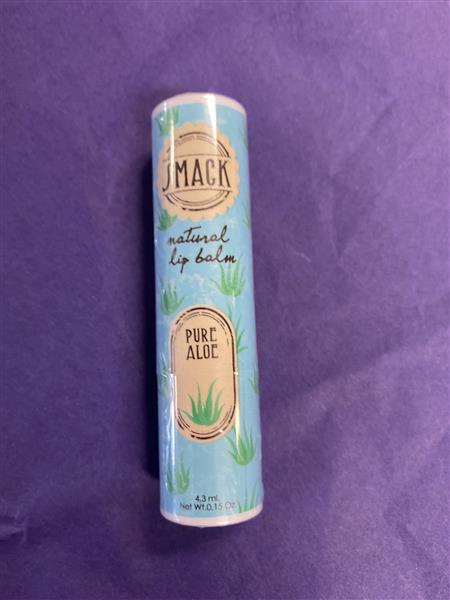 SMACK
natural
lip balm
PURE
ALOE
4.3 ml.
Net Wt.0.15 Oz.